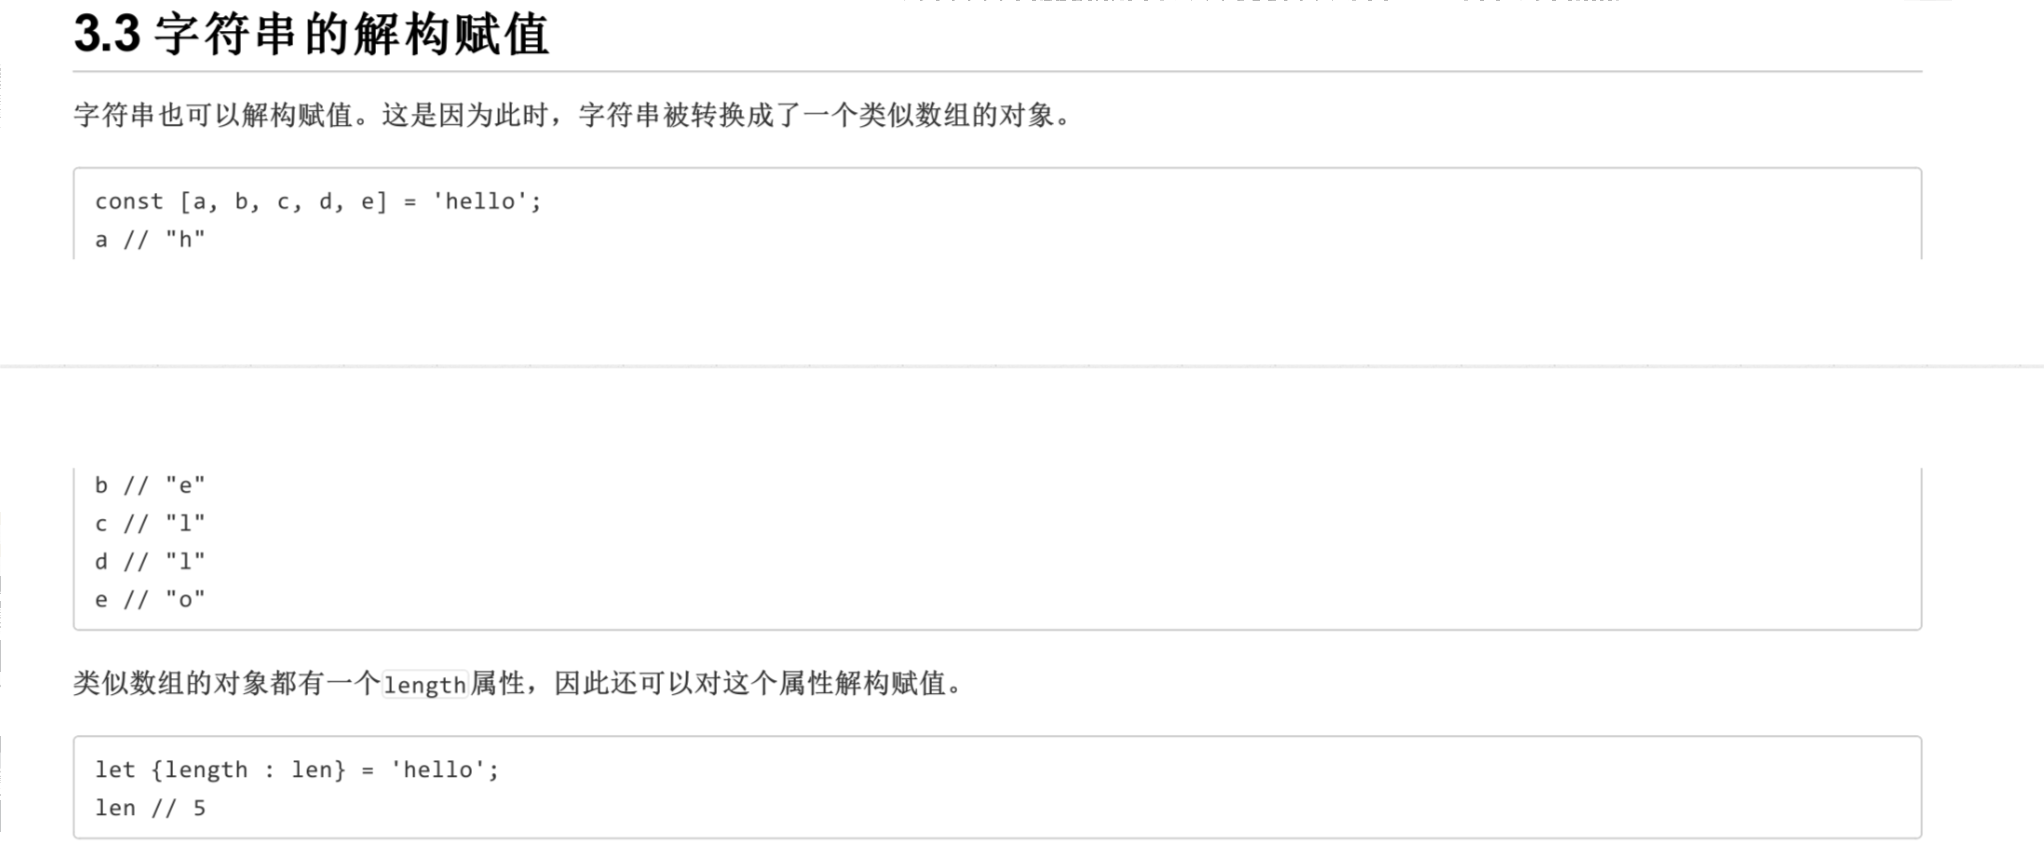 3.3 字符串的解构赋值
字符串也可以解构赋值。这是因为此时，字符串被转换成了一个类似数组的对象。
const [a, b, c, d, e] = 'hello';
a // "h"
b // "e"
c // "l"
d // "l"
e // "o"
类似数组的对象都有一个length属性，因此还可以对这个属性解构赋值。
let {length : len} = 'hello';
len // 5